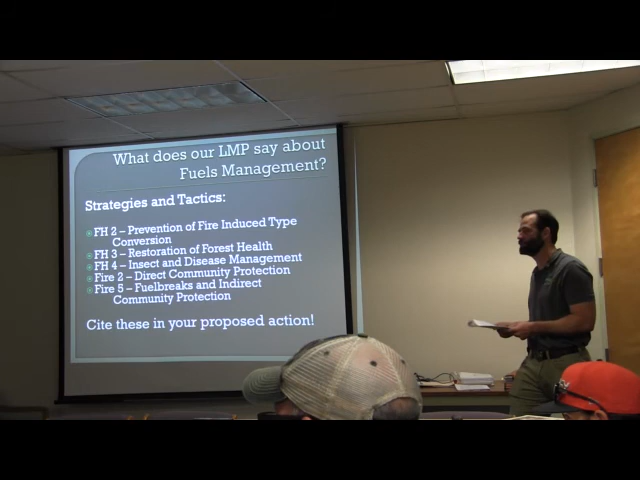 What does our LMP say about
Fuels Management?
Strategies and Tactics:
FH 2 – Prevention of Fire Induced Type
Conversion
FH 3 – Restoration of Forest Health
FH 4 – Insect and Disease Management
Fire 2 – Direct Community Protection
Fire 5 – Fuelbreaks and Indirect
Community Protection
Cite these in your proposed action!